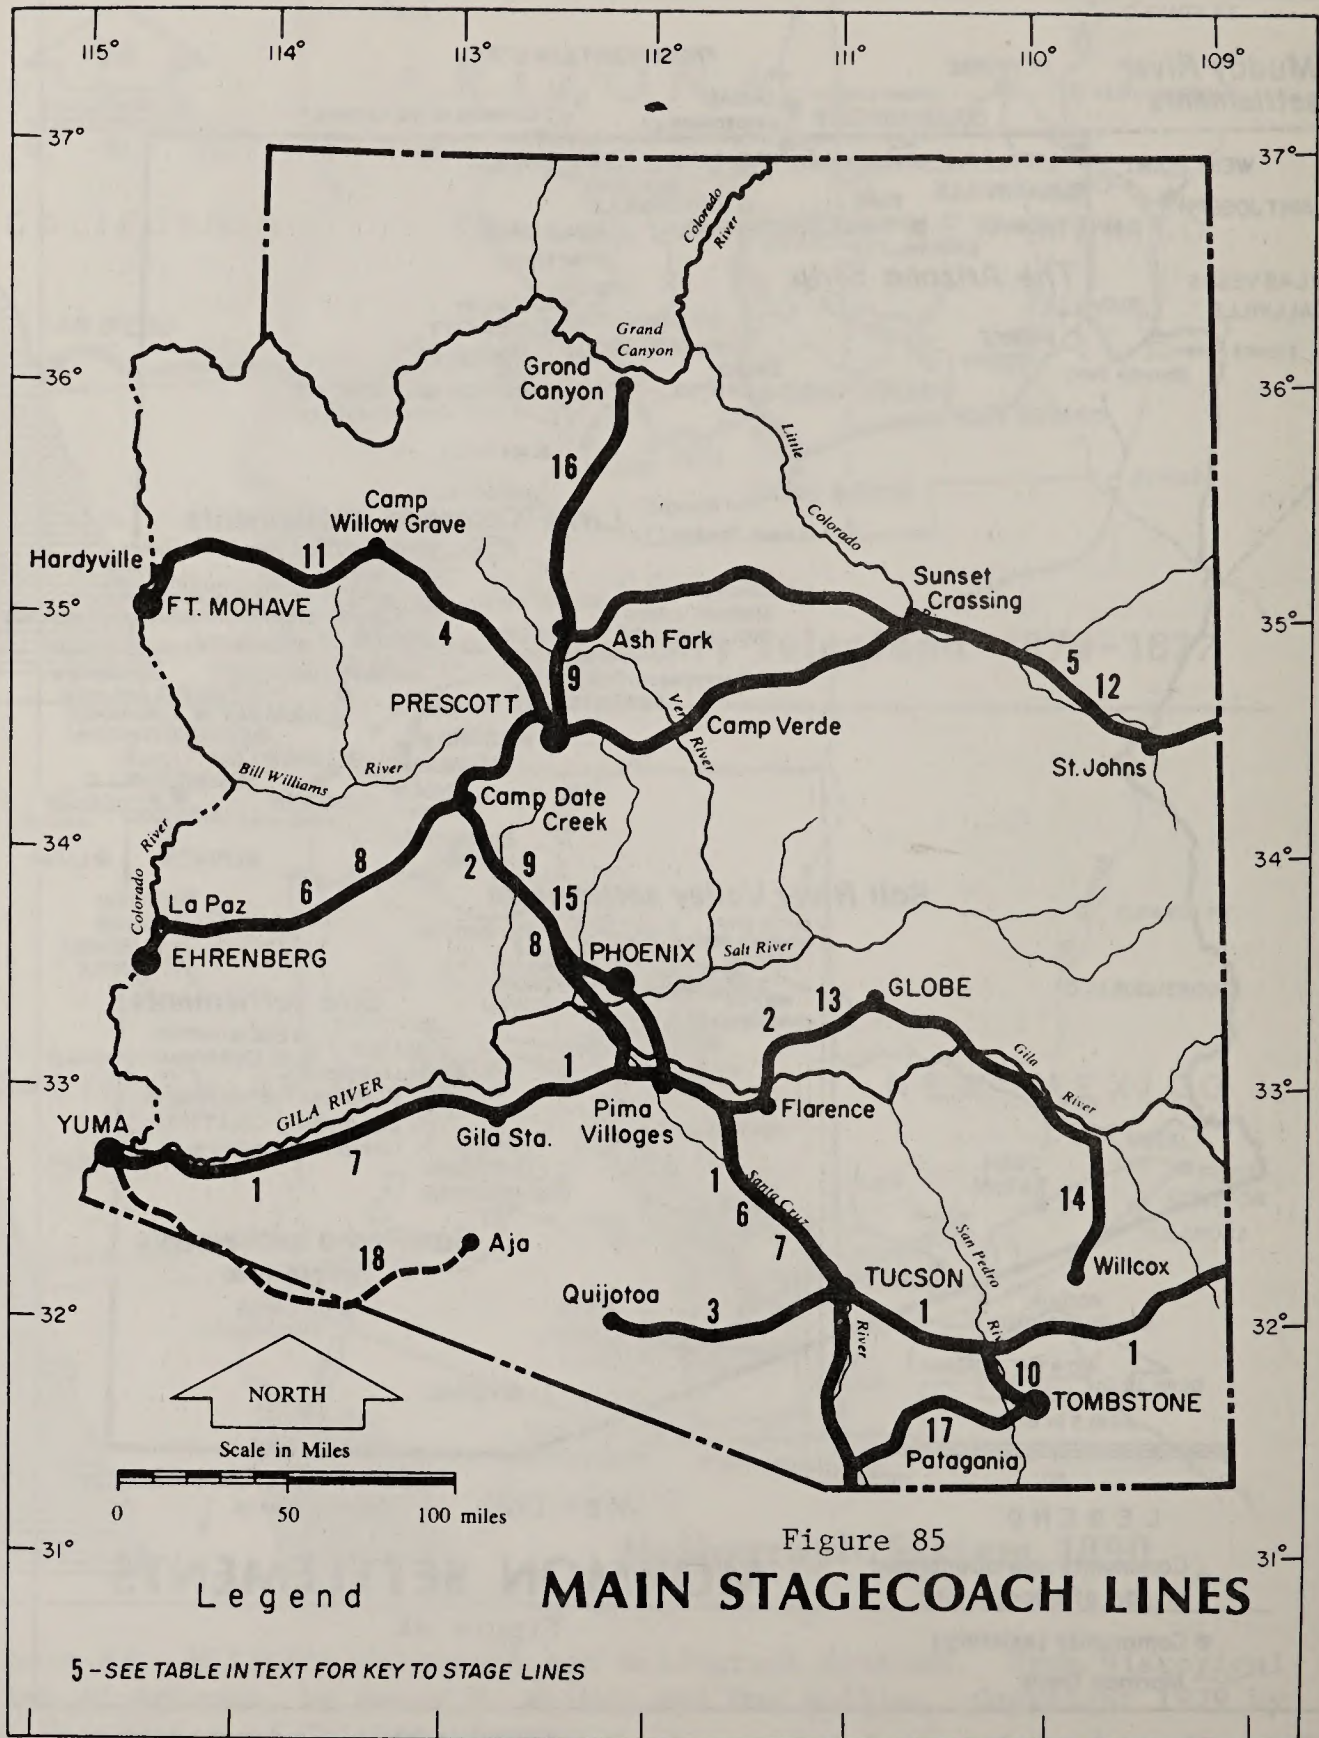 115°
114°
113°
112°
111°
110°
109°
37°
37°
Colorado
River
Grand
Canyon
36°
Grond
Canyon
36°
16
Little
Colorado
Camp
Willow Grave
Hardyville
11
Sunset
Crassing
35°
FT. MOHAVE
4
Ash Fark
Ri
35°
5
12
PRESCOTT
9
Ver
River
Camp Verde
St. Johns
Bill Williams
River
Camp Date
Creek
34°
Colorado
River
8
2
9
34°
6
15
La Paz
EHRENBERG
8
PHOENIX
Salt River
GLOBE
13
2
Gila
River
33°
1
33°
YUMA
GILA RIVER
Gila Sta.
Pima
Villoges
Florence
7
1
1
Santa Cruz
6
7
San Pedro
14
18
Aja
TUCSON
Willcox
Quijotoa
32°
3
1
River
Ri
1
32°
10
NORTH
TOMBSTONE
17
Patagania
Scale in Miles
0
50
100 miles
31°
Figure 85
31°
Legend
MAIN STAGECOACH LINES
5 - SEE TABLE IN TEXT FOR KEY TO STAGE LINES